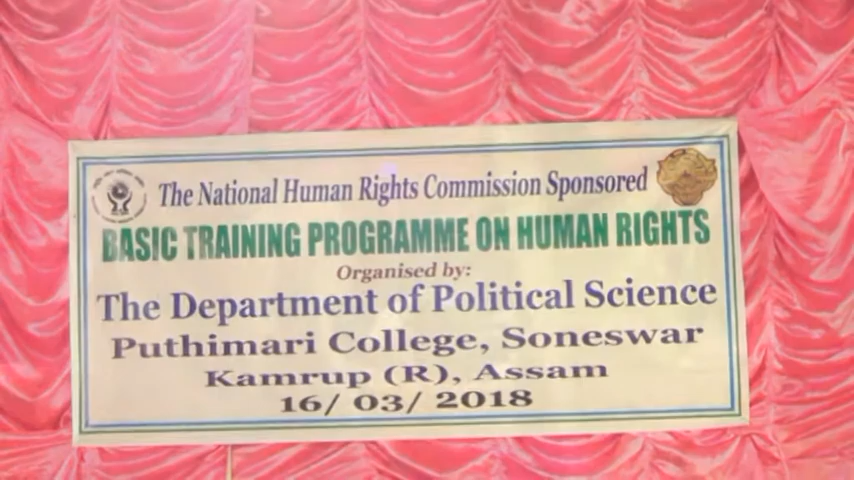 The National Human Rights Commission Sponsored
BASIC TRAINING PROGRAMME ON HUMAN RIGHTS
Organised by:
The Department of Political Science
Puthimari College, Soneswar
Kamrup (R), Assam
16/ 03/ 2018